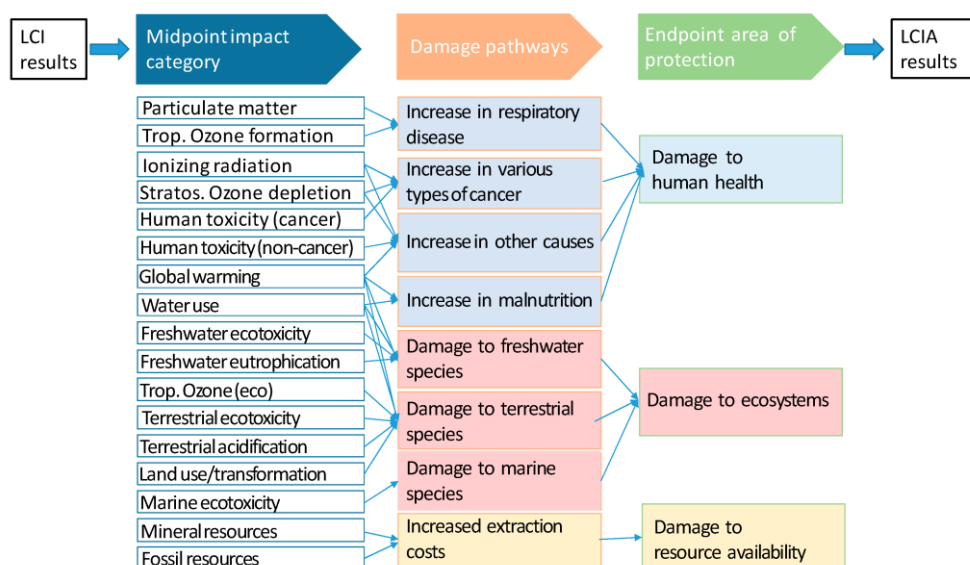 LCI
results
Midpoint impact
category
Damage pathways
Endpoint area of
protection
LCIA
results
Particulate matter
Trop. Ozone formation
Ionizing radiation
Stratos. Ozone depletion
Human toxicity (cancer)
Human toxicity (non-cancer)
Global warming
Water use
Freshwater ecotoxicity
Freshwater eutrophication
Trop. Ozone (eco)
Terrestrial ecotoxicity
Terrestrial acidification
Land use/transformation
Marine ecotoxicity
Mineral resources
Fossil resources
Increase in respiratory
disease
Increase in various
types of cancer
Increase in other causes
Increase in malnutrition
Damage to freshwater
species
Damage to terrestrial
species
Damage to marine
species
Increased extraction
costs
Damage to
human health
Damage to ecosystems
Damage to
resource availability